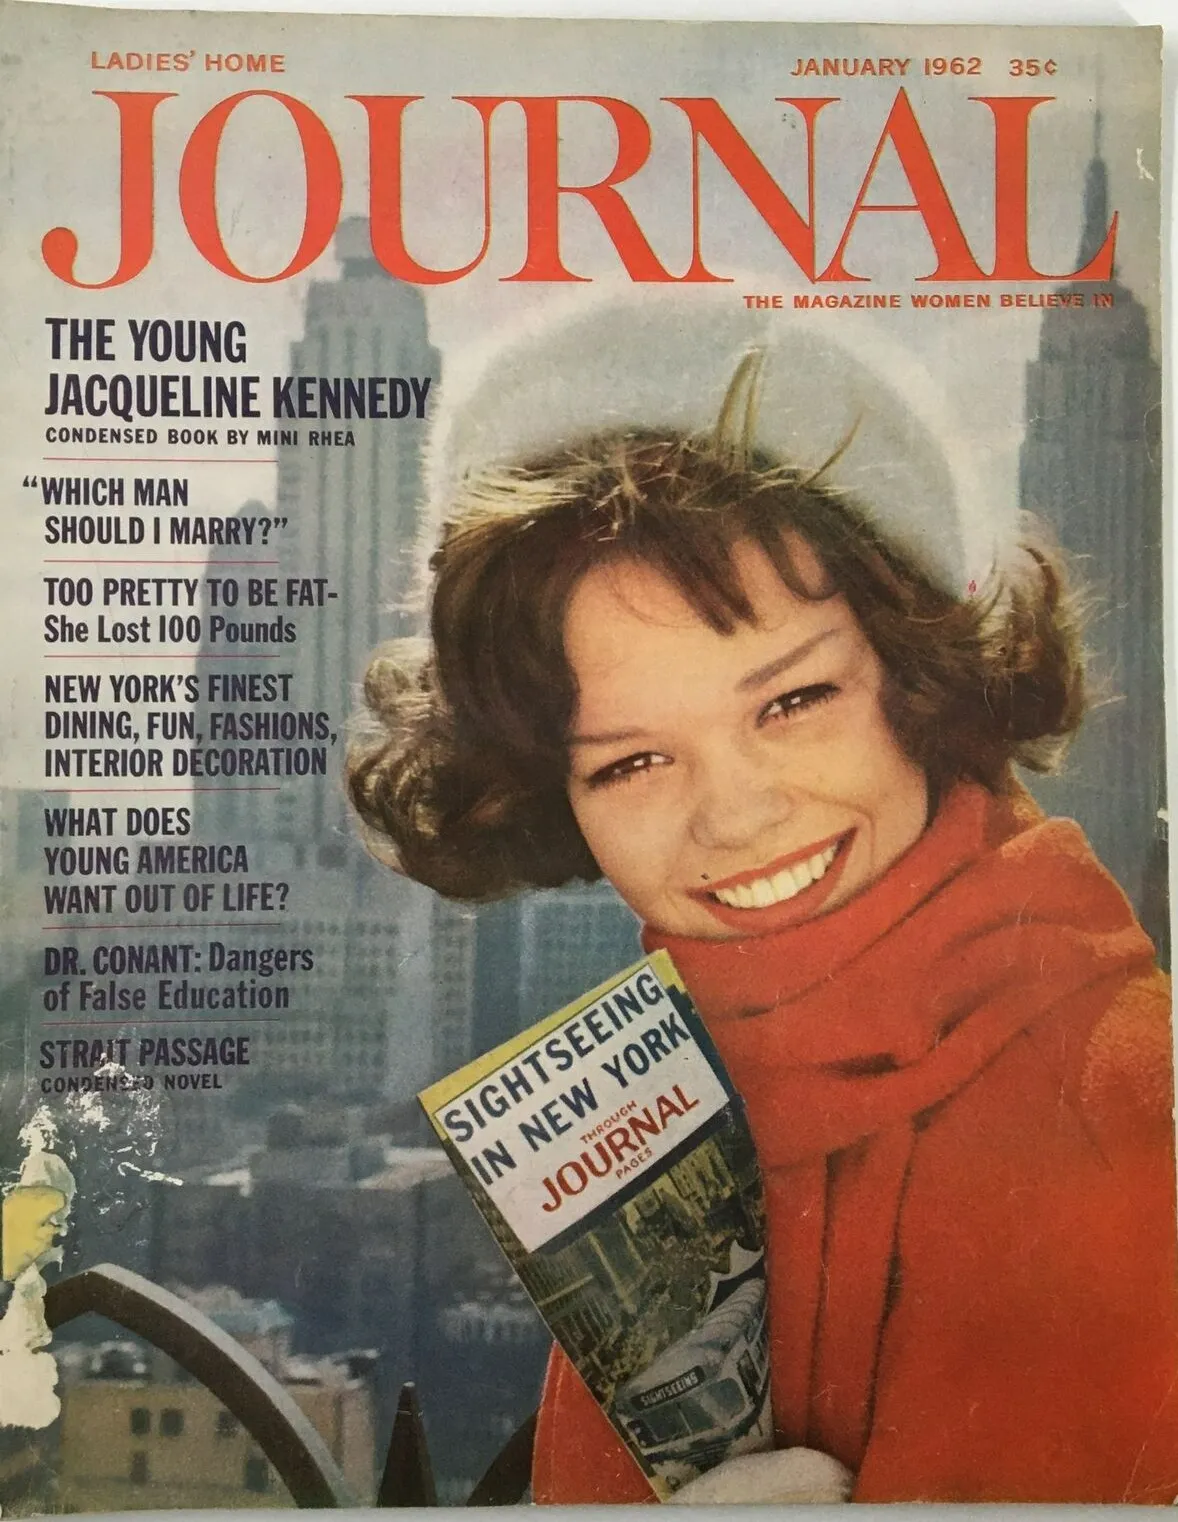 LADIES' HOME
JANUARY 1962 35¢
JOURNAL
THE MAGAZINE WOMEN BELIEVE IN
THE YOUNG
JACQUELINE KENNEDY
CONDENSED BOOK BY MINI RHEA
“WHICH MAN
SHOULD I MARRY?”
TOO PRETTY TO BE FAT-
She Lost 100 Pounds
NEW YORK'S FINEST
DINING, FUN, FASHIONS,
INTERIOR DECORATION
WHAT DOES
YOUNG AMERICA
WANT OUT OF LIFE?
DR. CONANT: Dangers
of False Education
STRAIT PASSAGE
CONDENSED NOVEL
SIGHTSEEING
IN NEW YORK
THROUGH
JOURNAL
PAGES
SIGHTSEEING